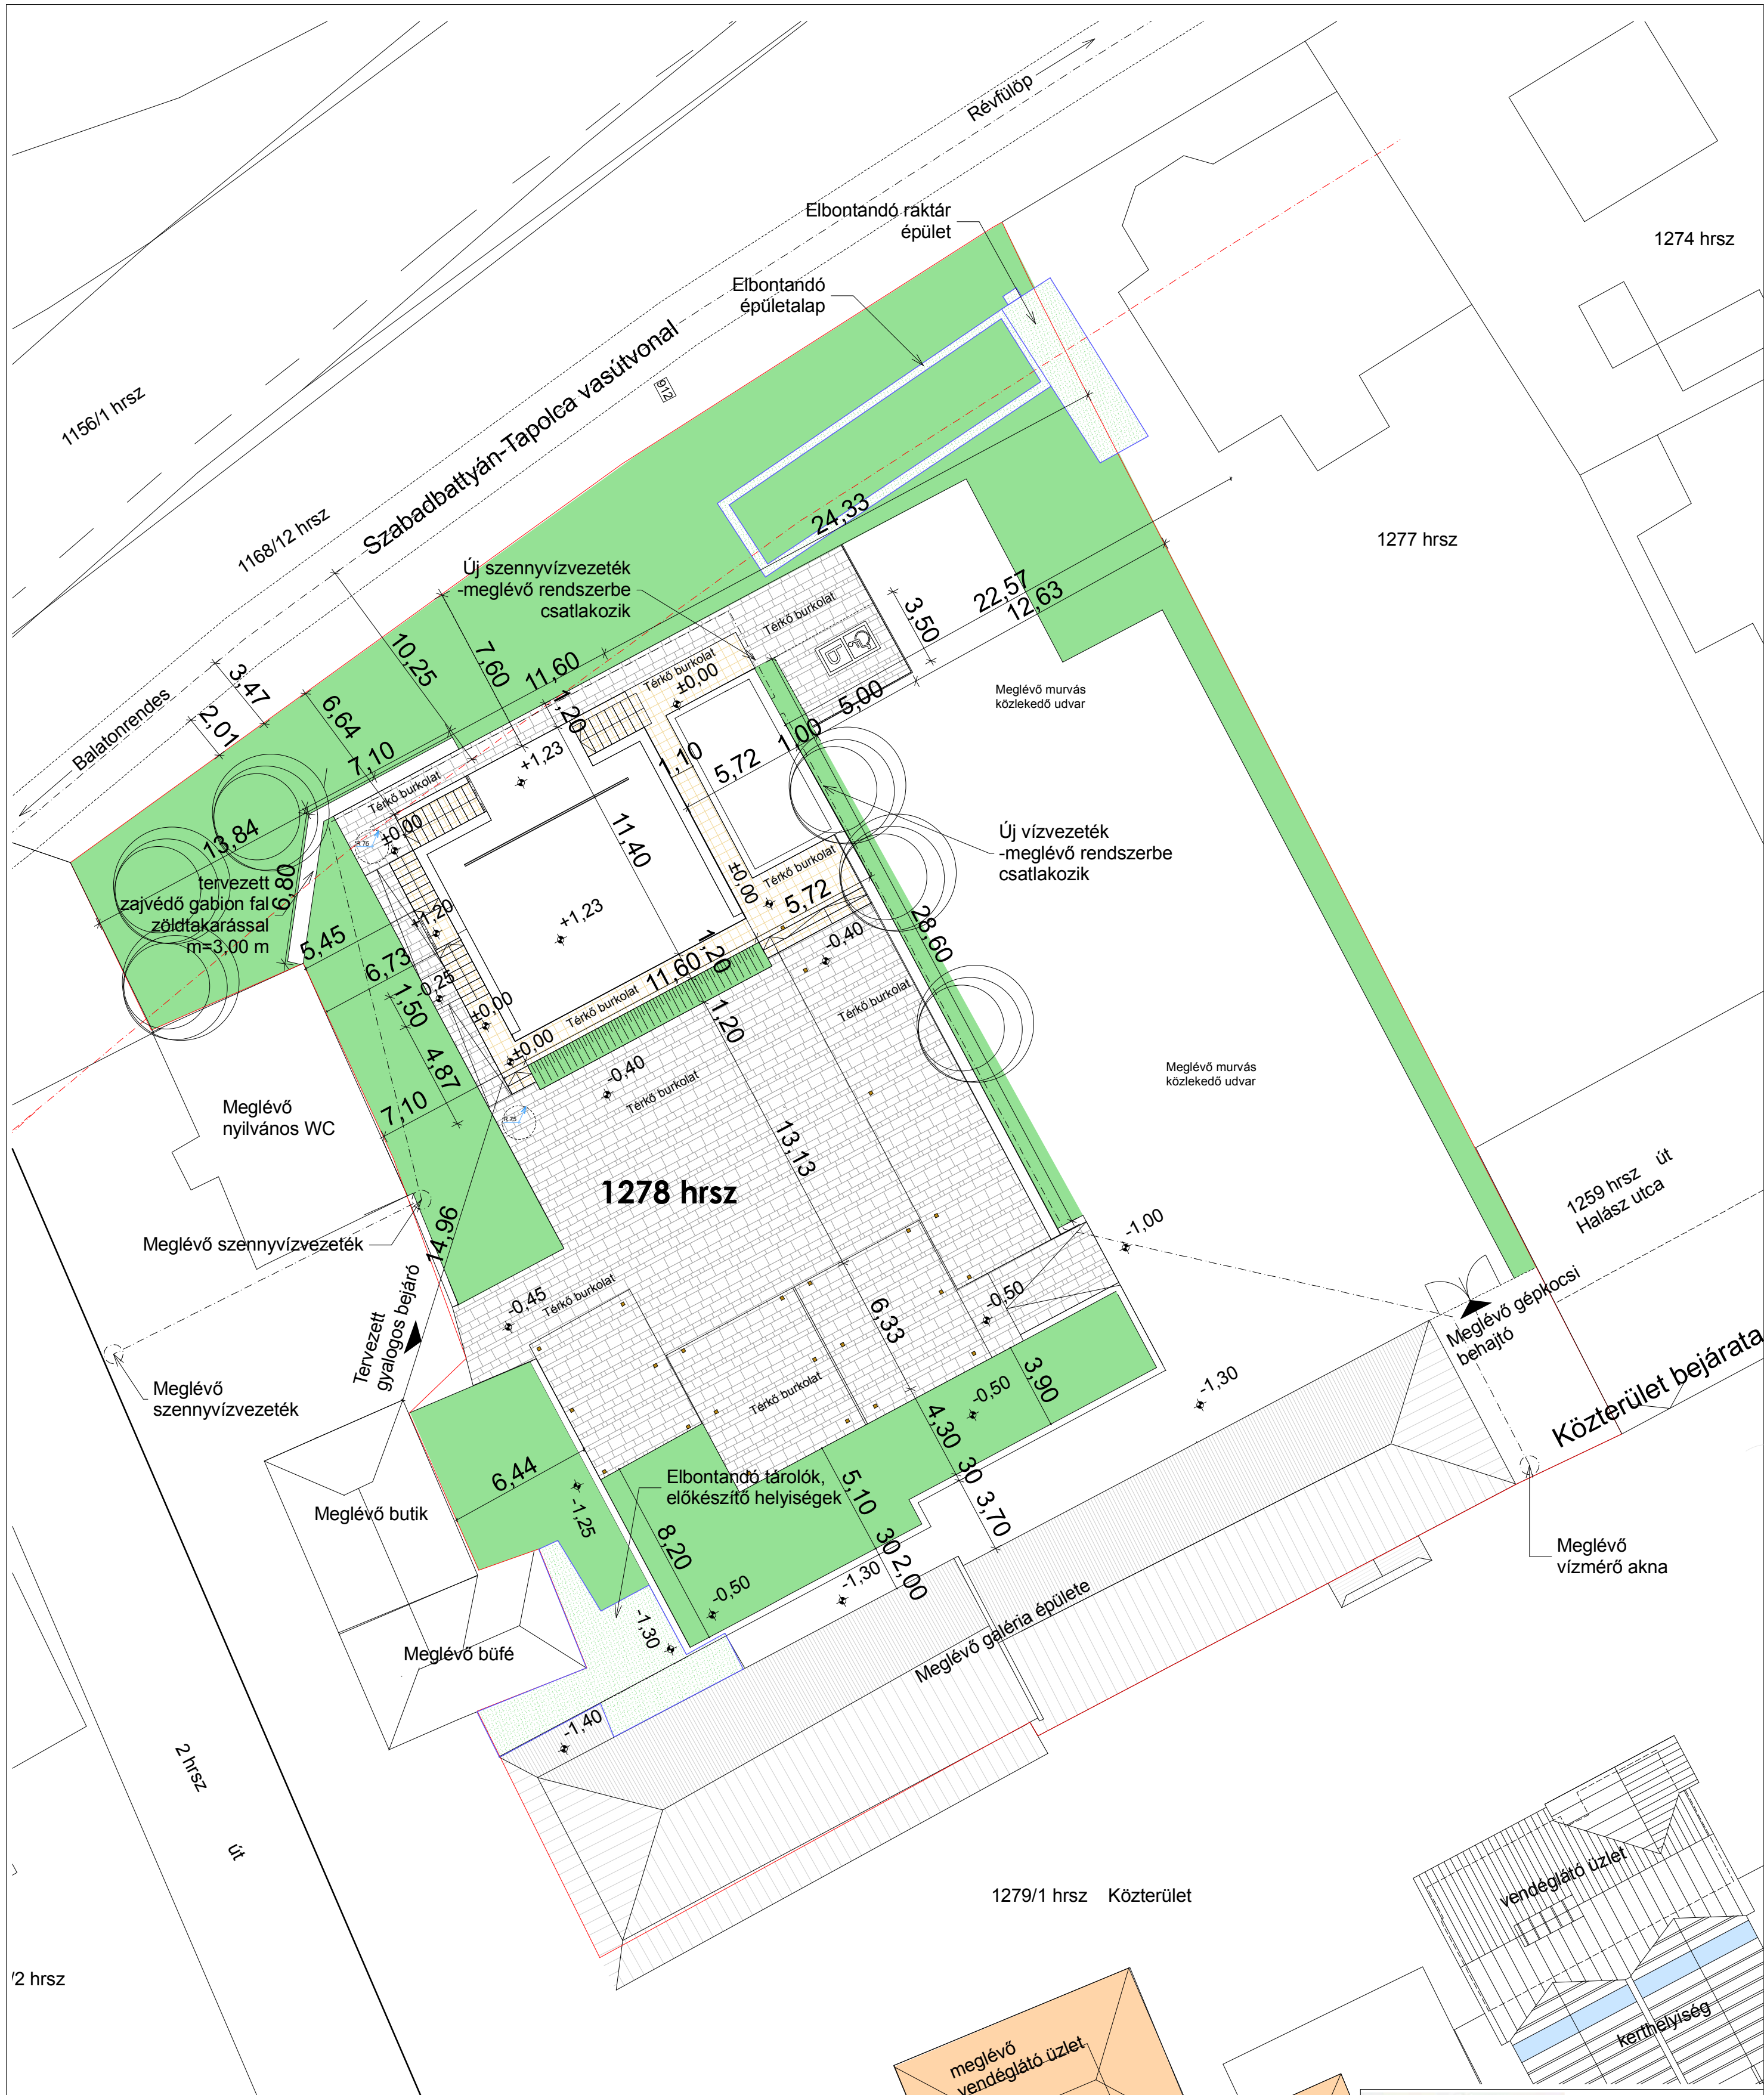 Révfülöp
Elbontandó raktár
épület
1274 hrsz
Elbontandó
épületalap
Szabadbattyán-Tapolca vasútvonal
912
1156/1 hrsz
1168/12 hrsz
24,33
1277 hrsz
Új szennyvízvezeték
-meglévő rendszerbe
csatlakozik
Térkő burkolat
22,57
12,63
3,50
10,25
7,60
11,60
Térkő burkolat
±0,00
1,20
5,00
Meglévő murvás
közlekedő udvar
Balatonrendes
3,47
2,01
6,64
7,10
+1,23
1,10
5,72
1,00
Térkő burkolat
±0,00
R 75
13,84
11,40
Új vízvezeték
-meglévő rendszerbe
csatlakozik
tervezett
zajvédő gabion fal
zöldtakarással
m=3,00 m
6,80
±0,00
Térkő burkolat
5,72
+1,20
+1,23
5,45
6,73
-0,25
1,50
-0,40
28,60
1,20
11,60
Térkő burkolat
±0,00
±0,00
1,20
Térkő burkolat
4,87
-0,40
Térkő burkolat
7,10
R 75
Meglévő murvás
közlekedő udvar
Meglévő
nyilvános WC
13,13
1278 hrsz
1259 hrsz út
Halász utca
Meglévő szennyvízvezeték
14,96
-1,00
Tervezett
gyalogos bejáró
-0,45
Térkő burkolat
6,33
-0,50
Meglévő gépkocsi
behajtó
Közterület bejárata
Meglévő
szennyvízvezeték
Térkő burkolat
3,90
-0,50
-1,30
4,30
30
3,70
6,44
Elbontandó tárolók,
előkészítő helyiségek
5,10
30
2,00
Meglévő butik
-1,25
8,20
-0,50
-1,30
Meglévő
vízmérő akna
-1,30
Meglévő büfé
Meglévő galéria épülete
-1,40
2 hrsz út
1279/1 hrsz Közterület
vendéglátó üzlet
kerthelyiség
/2 hrsz
meglévő
vendéglátó üzlet